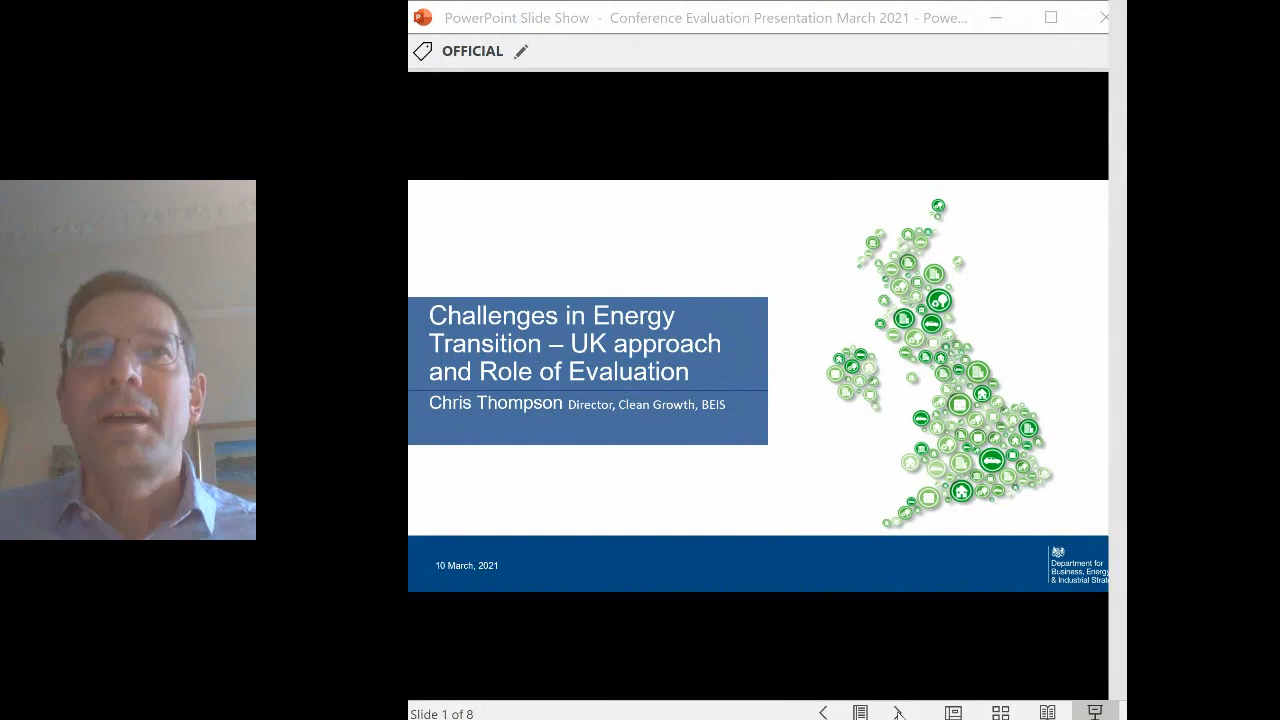 PowerPoint Slide Show - Conference Evaluation Presentation March 2021 - Powe...
OFFICIAL
Challenges in Energy
Transition – UK approach
and Role of Evaluation
Chris Thompson Director, Clean Growth, BEIS
10 March, 2021
Department for
Business, Energy
& Industrial Strate
Slide 1 of 8